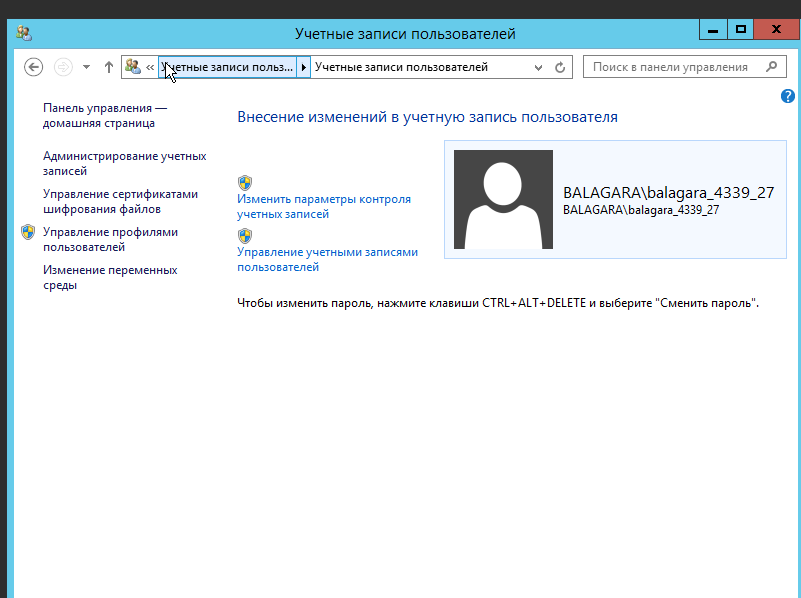 Учетные записи пользователей
« Учетные записи польз... Учетные записи пользователей
Поиск в панели управления
?
Панель управления —
домашняя страница
Администрирование учетных
записей
Управление сертификатами
шифрования файлов
Управление профилями
пользователей
Изменение переменных
среды
Внесение изменений в учетную запись пользователя
Изменить параметры контроля
учетных записей
Управление учетными записями
пользователей
BALAGARA\balagara_4339_27
BALAGARA\balagara_4339_27
Чтобы изменить пароль, нажмите клавиши CTRL+ALT+DELETE и выберите "Сменить пароль".